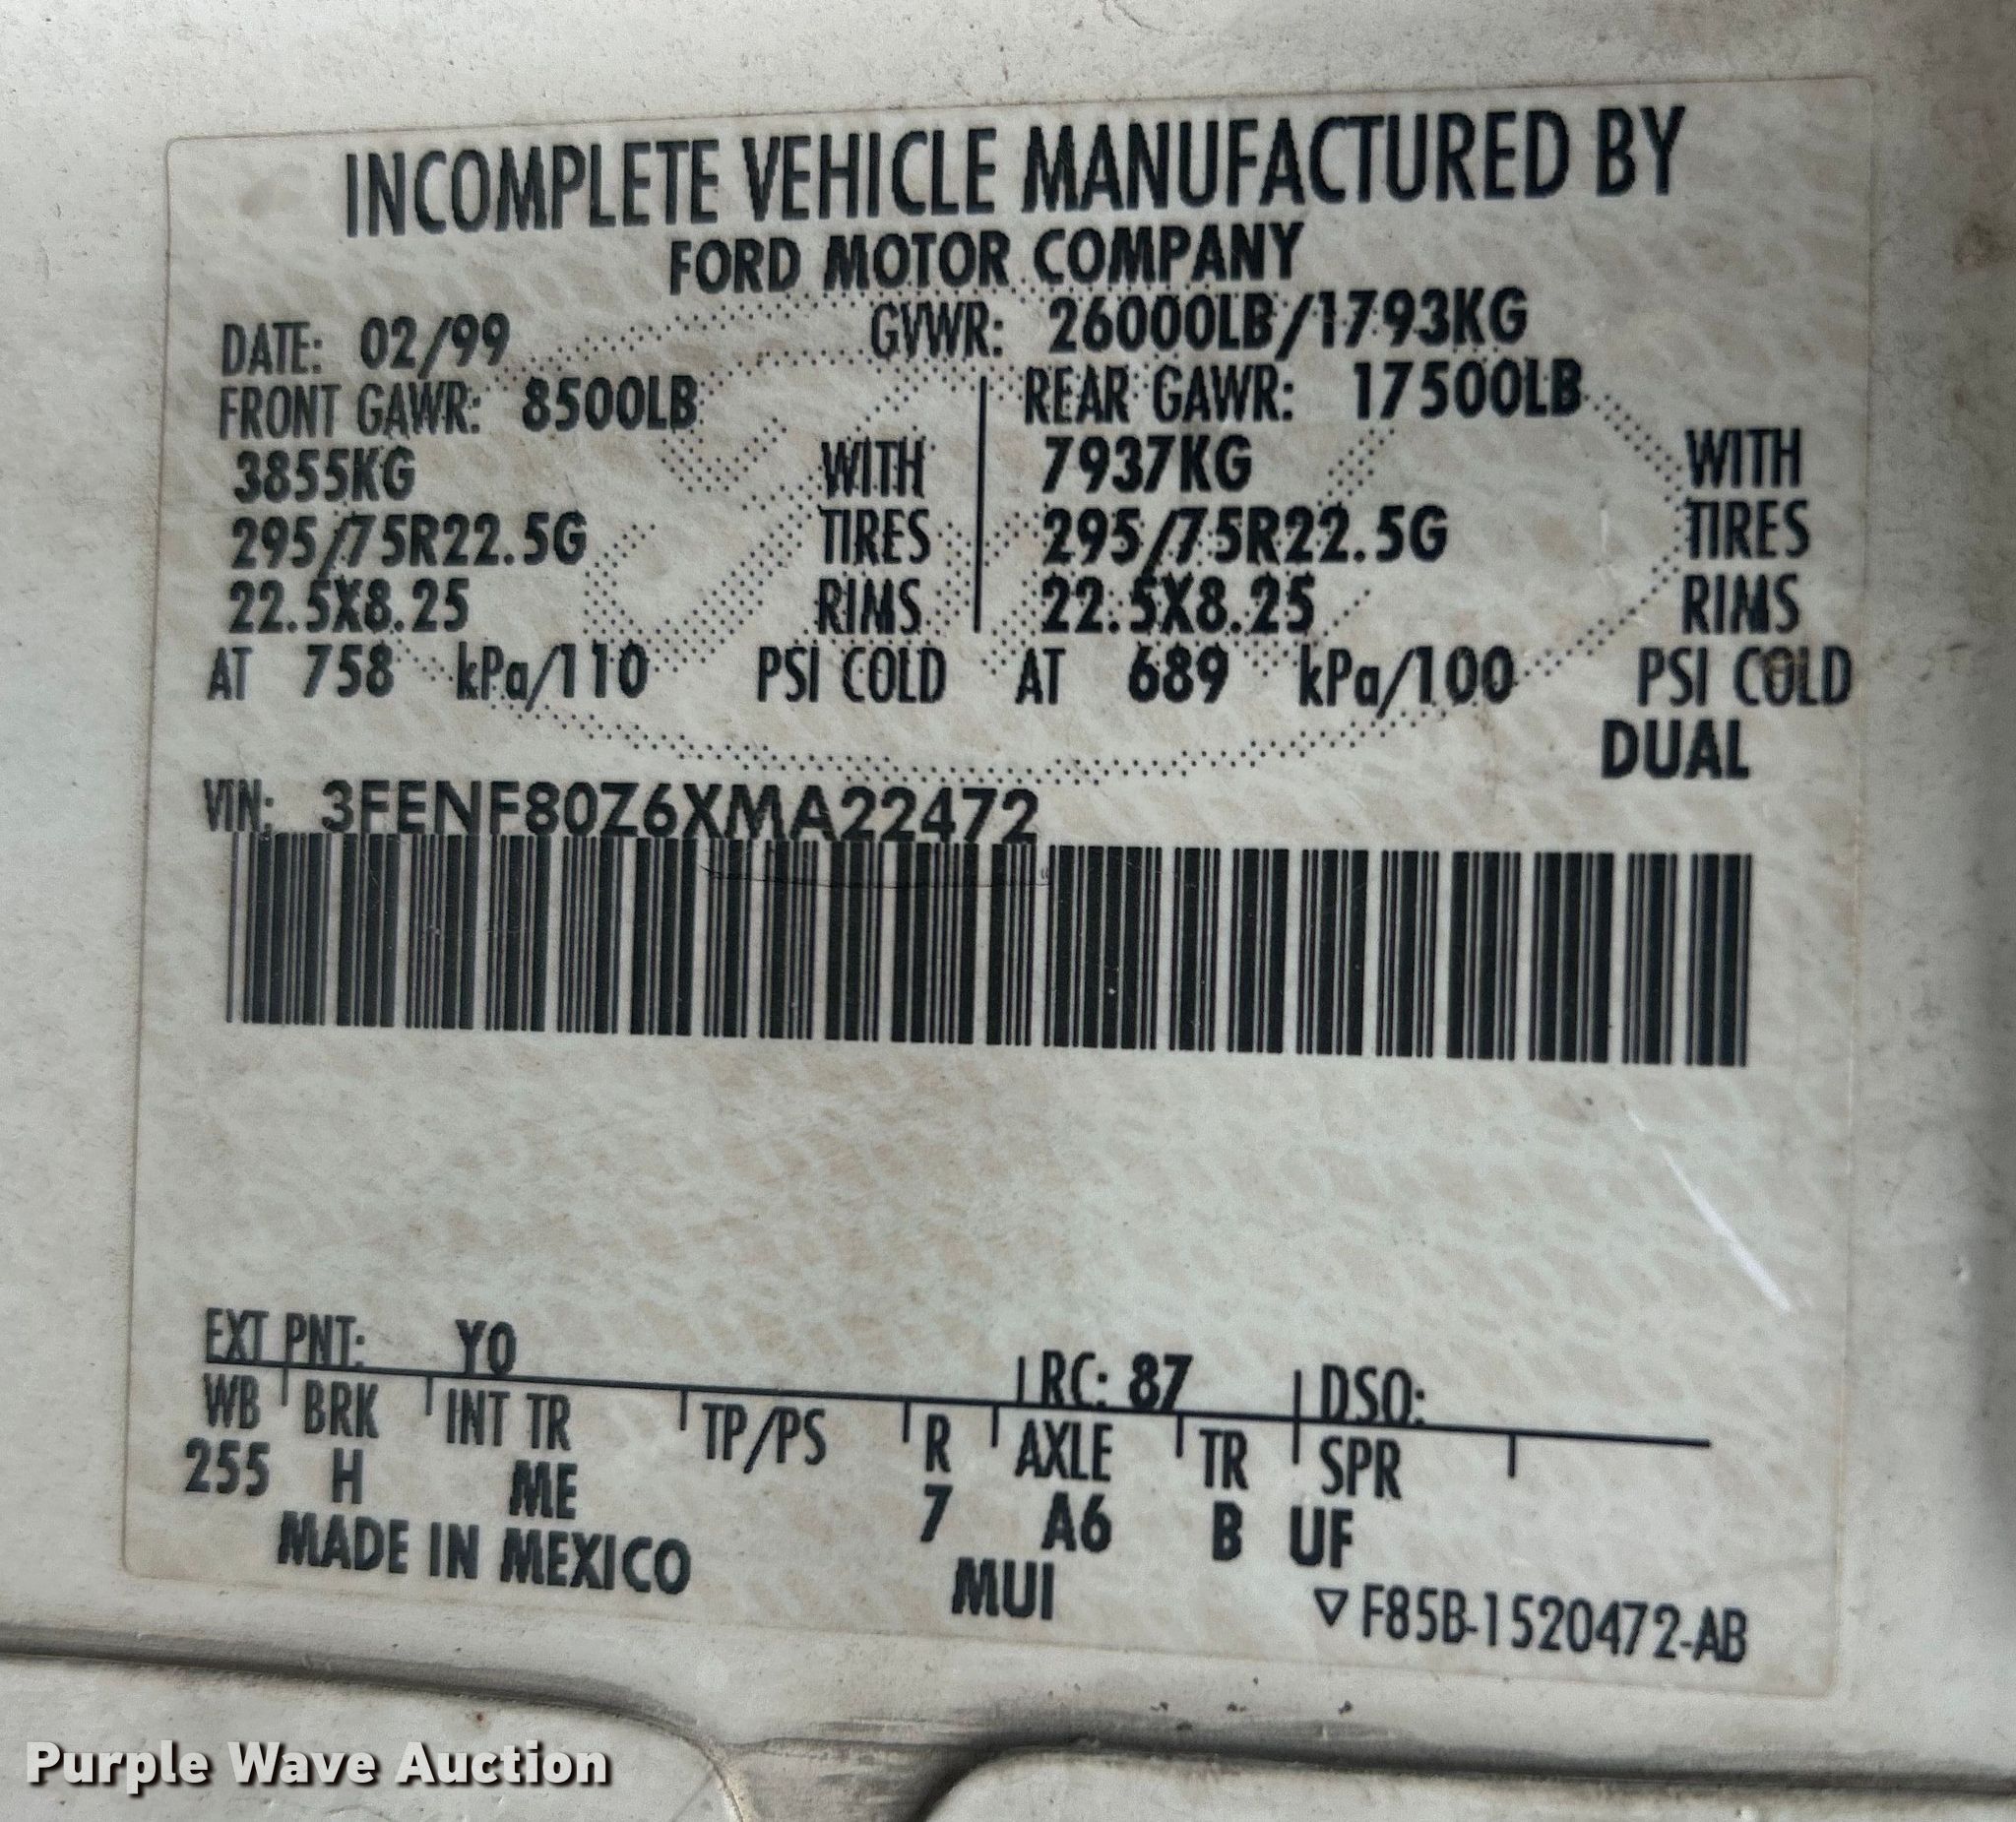 INCOMPLETE VEHICLE MANUFACTURED BY
FORD MOTOR COMPANY
DATE: 02/99 GVWR: 26000LB/1793KG
FRONT GAWR: 8500LB REAR GAWR: 17500LB
3855KG WITH 7937KG WITH
295/75R22.5G TIRES 295/75R22.5G TIRES
22.5X8.25 RIMS 22.5X8.25 RIMS
AT 758 kPa/110 PSI COLD AT 689 kPa/100 PSI COLD
DUAL
VIN: 3FENF80Z6XMA22472
EXT PNT: YO RC: 87 DSO:
WB BRK INT TR TP/PS R AXLE TR SPR
255 H ME 7 A6 B UF
MADE IN MEXICO MUI
▽ F85B-1520472-AB
Purple Wave Auction